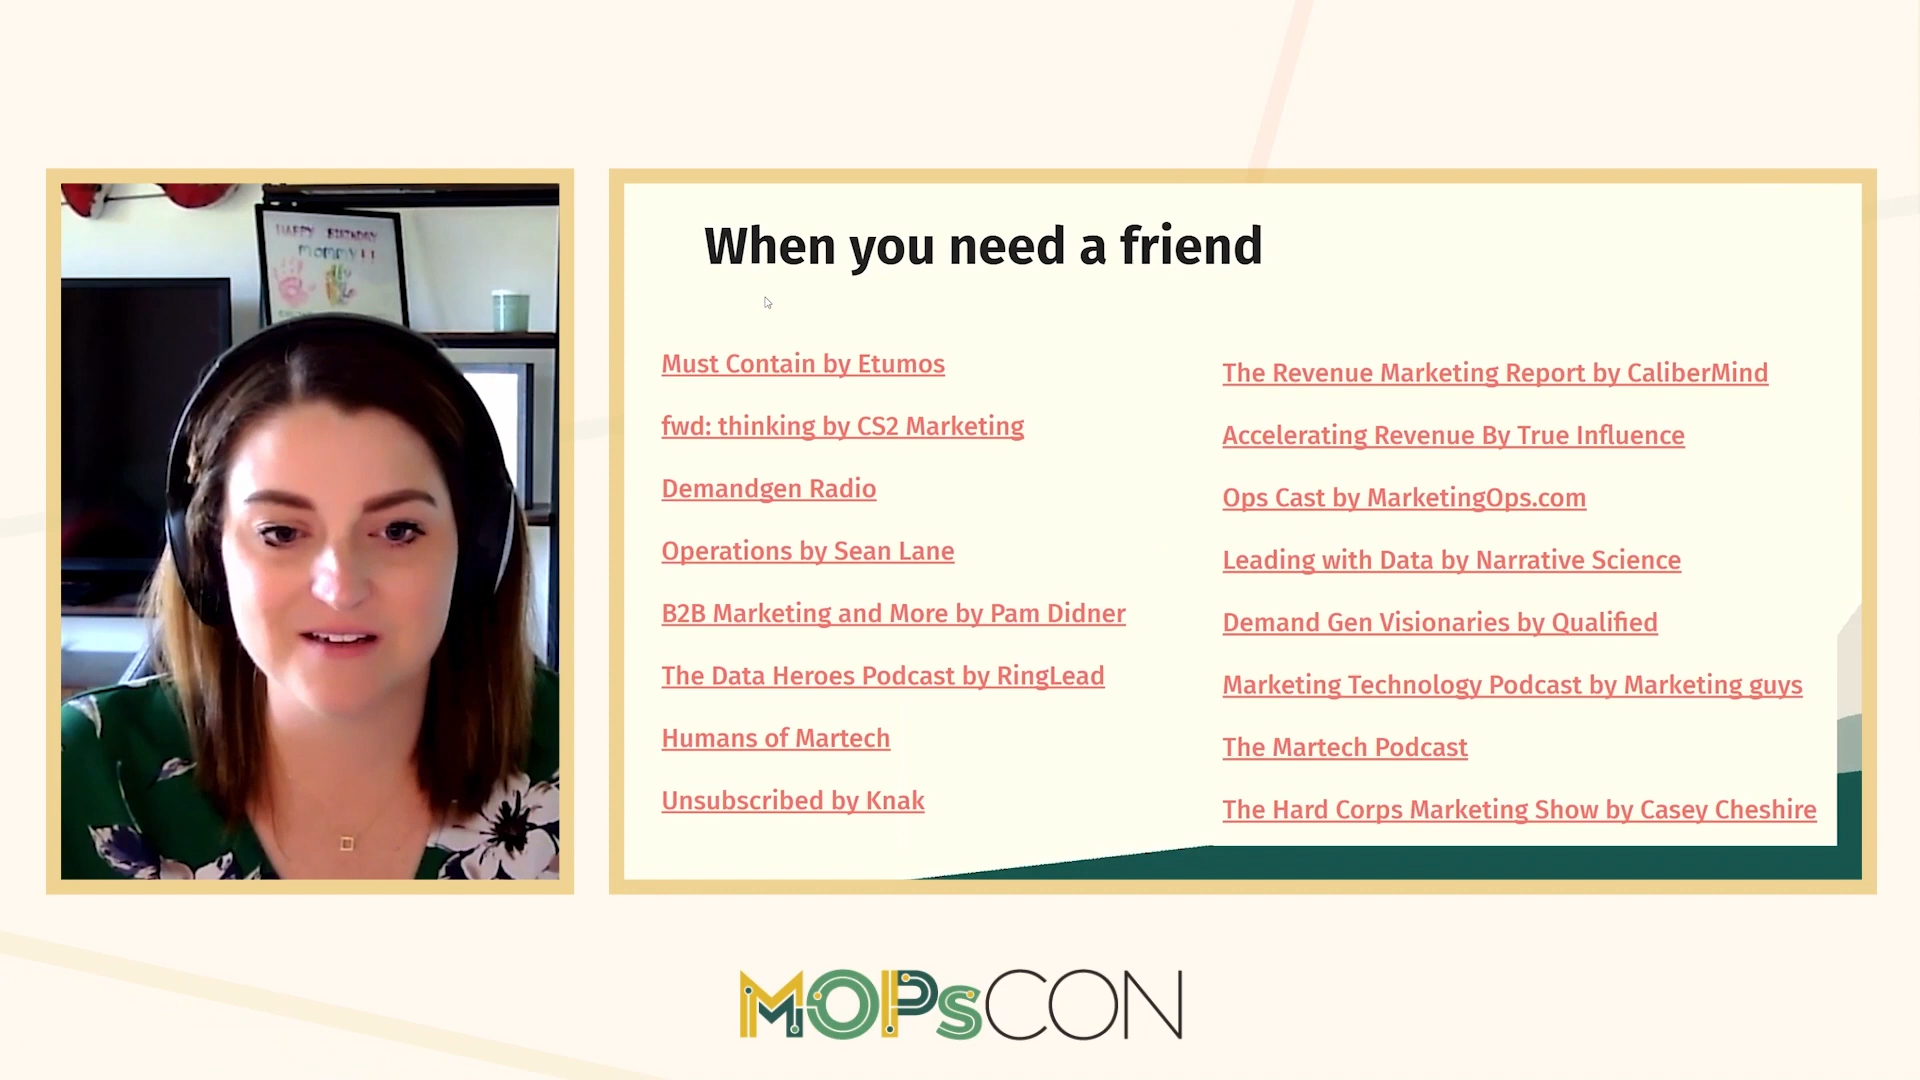 HAPPY BIRTHDAY
MOMMY!!
When you need a friend
Must Contain by Etumos
fwd: thinking by CS2 Marketing
Demandgen Radio
Operations by Sean Lane
B2B Marketing and More by Pam Didner
The Data Heroes Podcast by RingLead
Humans of Martech
Unsubscribed by Knak
The Revenue Marketing Report by CaliberMind
Accelerating Revenue By True Influence
Ops Cast by MarketingOps.com
Leading with Data by Narrative Science
Demand Gen Visionaries by Qualified
Marketing Technology Podcast by Marketing guys
The Martech Podcast
The Hard Corps Marketing Show by Casey Cheshire
MOPsCON